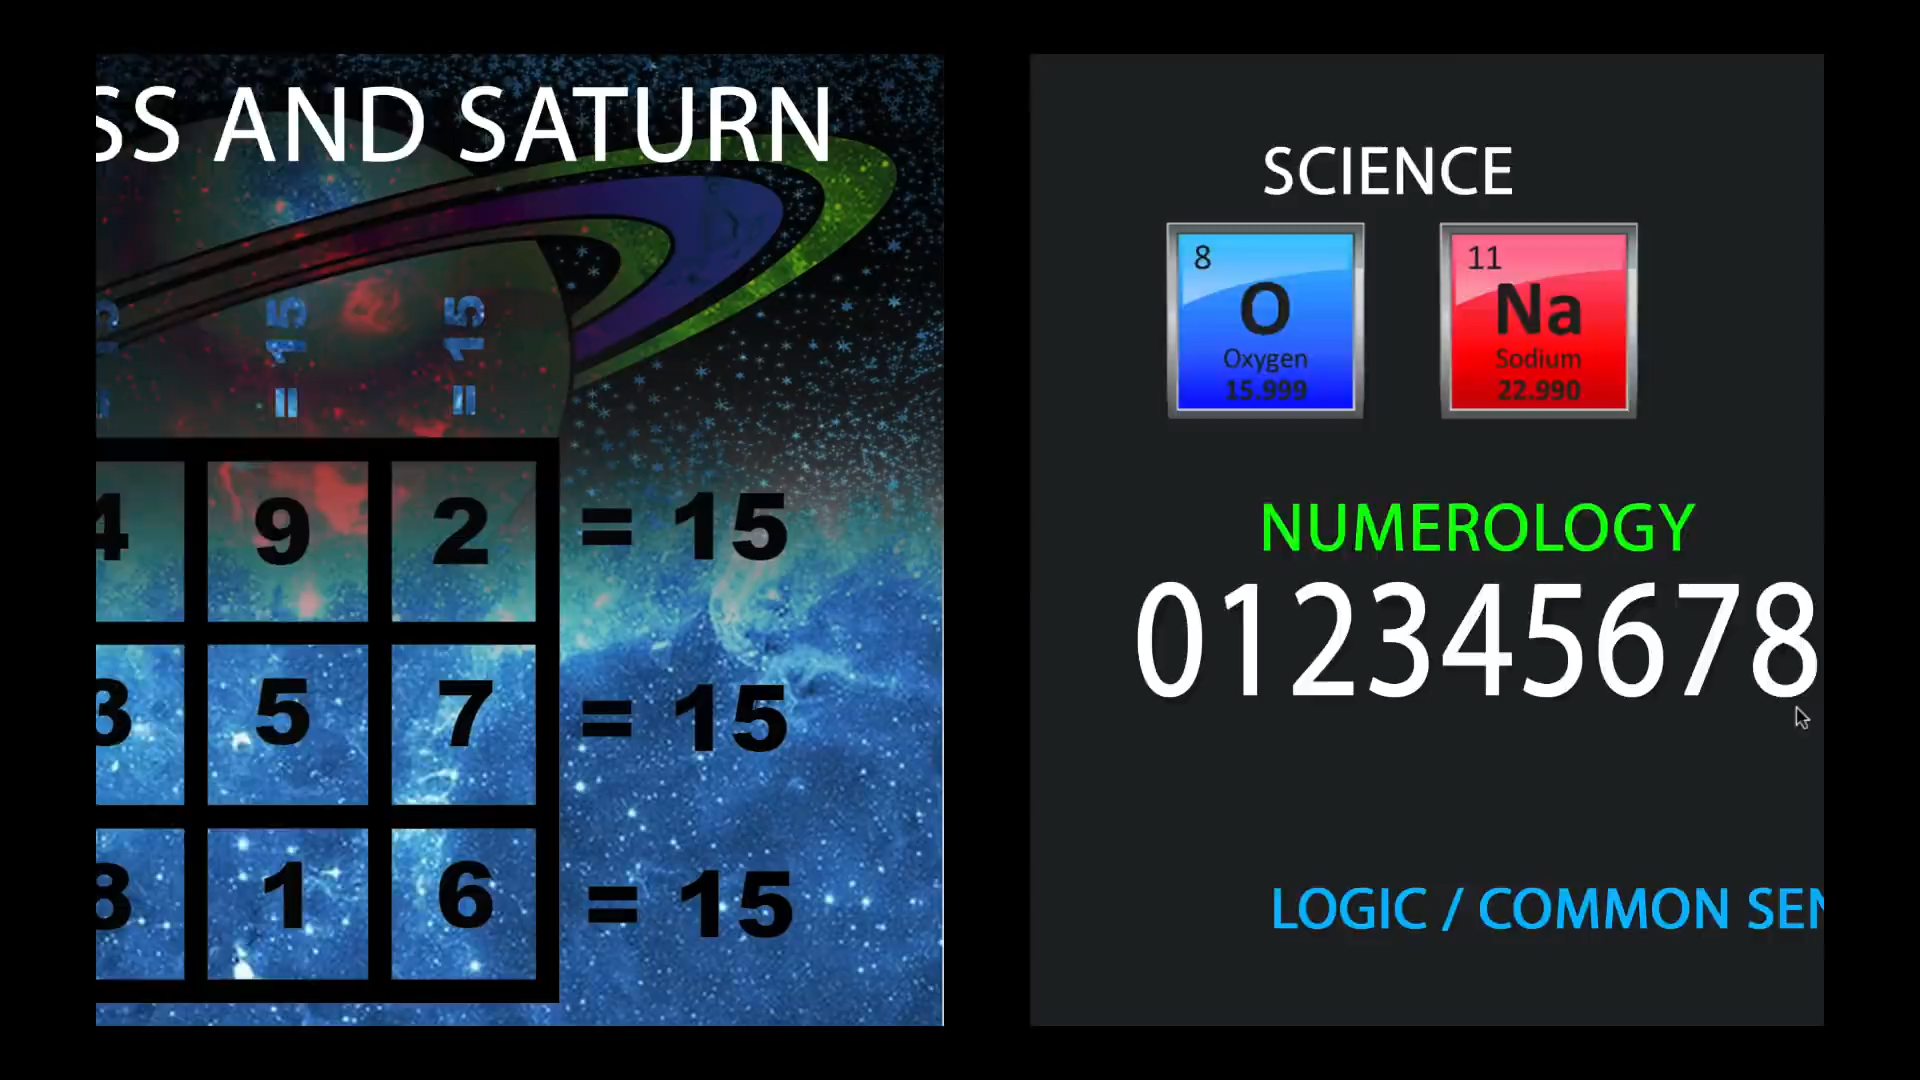 SS AND SATURN
= 15
= 15
= 15
4 9 2 = 15
3 5 7 = 15
8 1 6 = 15
SCIENCE
8
O
Oxygen
15.999
11
Na
Sodium
22.990
NUMEROLOGY
012345678
LOGIC / COMMON SEN